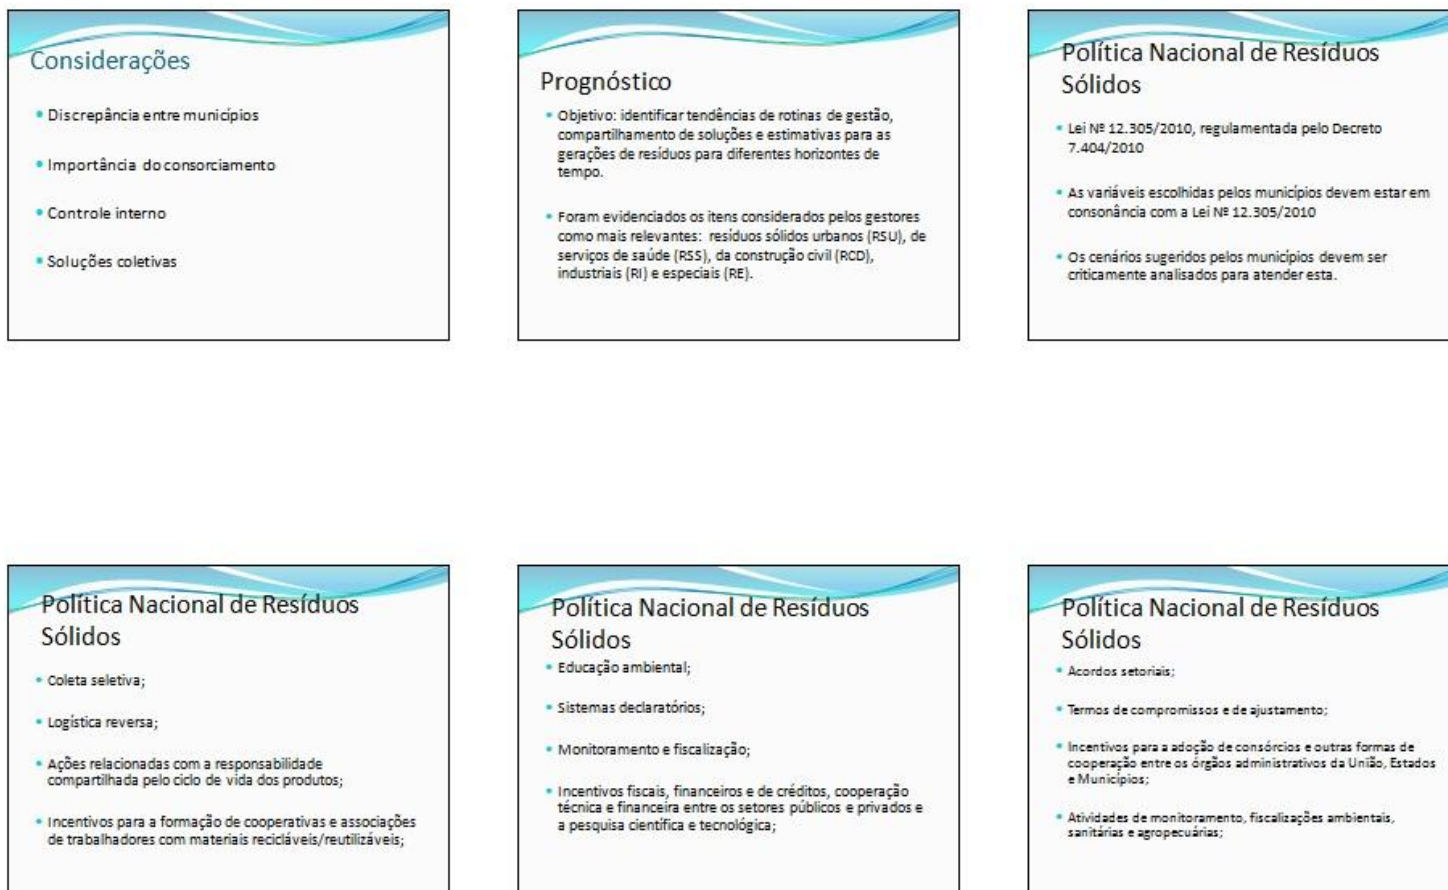 Considerações
• Discrepância entre municípios
• Importância do consorciamento
• Controle interno
• Soluções coletivas
Prognóstico
• Objetivo: identificar tendências de rotinas de gestão,
compartilhamento de soluções e estimativas para as
gerações de resíduos para diferentes horizontes de
tempo.
• Foram evidenciados os itens considerados pelos gestores
como mais relevantes: resíduos sólidos urbanos (RSU), de
serviços de saúde (RSS), da construção civil (RCD),
industriais (RI) e especiais (RE).
Política Nacional de Resíduos
Sólidos
• Lei Nº 12.305/2010, regulamentada pelo Decreto
7.404/2010
• As variáveis escolhidas pelos municípios devem estar em
consonância com a Lei Nº 12.305/2010
• Os cenários sugeridos pelos municípios devem ser
criticamente analisados para atender esta.
Política Nacional de Resíduos
Sólidos
• Coleta seletiva;
• Logística reversa;
• Ações relacionadas com a responsabilidade
compartilhada pelo ciclo de vida dos produtos;
• Incentivos para a formação de cooperativas e associações
de trabalhadores com materiais recicláveis/reutilizáveis;
Política Nacional de Resíduos
Sólidos
• Educação ambiental;
• Sistemas declaratórios;
• Monitoramento e fiscalização;
• Incentivos fiscais, financeiros e de créditos, cooperação
técnica e financeira entre os setores públicos e privados e
a pesquisa científica e tecnológica;
Política Nacional de Resíduos
Sólidos
• Acordos setoriais;
• Termos de compromissos e de ajustamento;
• Incentivos para a adoção de consórcios e outras formas de
cooperação entre os órgãos administrativos da União, Estados
e Municípios;
• Atividades de monitoramento, fiscalizações ambientais,
sanitárias e agropecuárias;